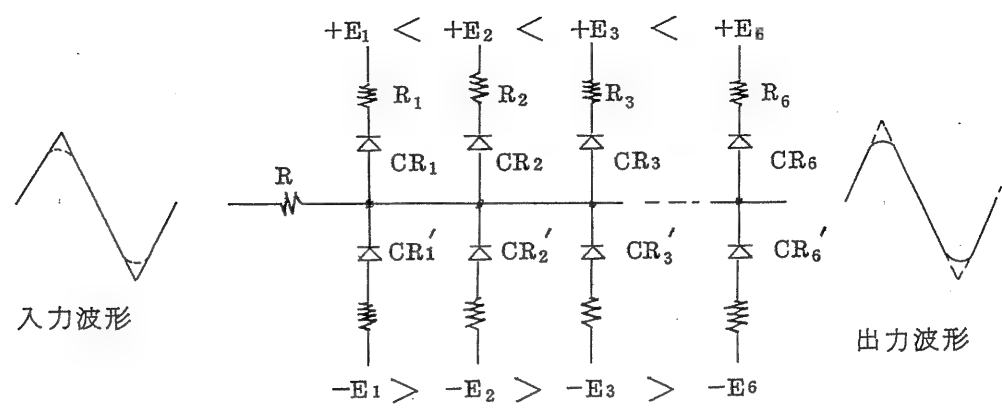 +E₁ < +E₂ < +E₃ < +E₆
R₁ R₂ R₃ R₆
CR₁ CR₂ CR₃ CR₆
R
CR₁′ CR₂′ CR₃′ CR₆′
入力波形
出力波形
−E₁ > −E₂ > −E₃ > −E₆